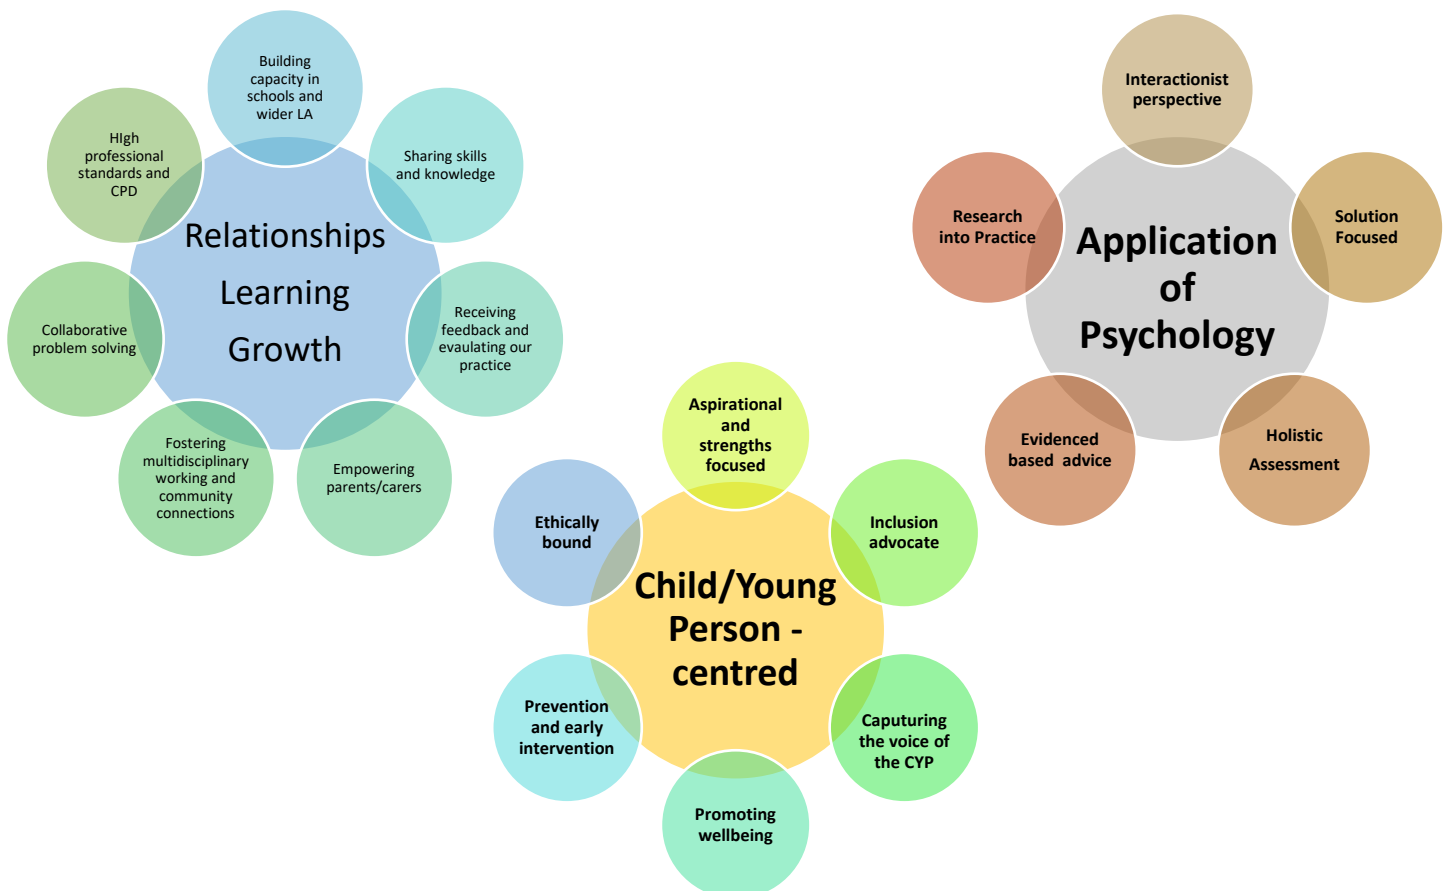 Building
capacity in
schools and
wider LA
Sharing skills
and knowledge
Receiving
feedback and
evaulating our
practice
Empowering
parents/carers
Fostering
multidisciplinary
working and
community
connections
Collaborative
problem solving
HIgh
professional
standards and
CPD
Relationships
Learning
Growth
Aspirational
and
strengths
focused
Inclusion
advocate
Caputuring
the voice of
the CYP
Promoting
wellbeing
Prevention
and early
intervention
Ethically
bound
Child/Young
Person -
centred
Interactionist
perspective
Solution
Focused
Holistic
Assessment
Evidenced
based advice
Research
into Practice
Application
of
Psychology